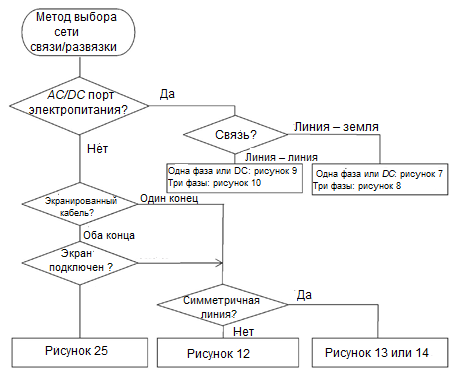 Метод выбора
сети
связи/развязки
AC/DC порт
электропитания?
Да
Связь?
Линия – земля
Линия – линия
Одна фаза или DC: рисунок 9
Три фазы: рисунок 10
Одна фаза или DC: рисунок 7
Три фазы: рисунок 8
Нет
Экранированный
кабель?
Один конец
Оба конца
Экран
подключен ?
Симметричная
линия?
Да
Нет
Рисунок 25
Рисунок 12
Рисунок 13 или 14